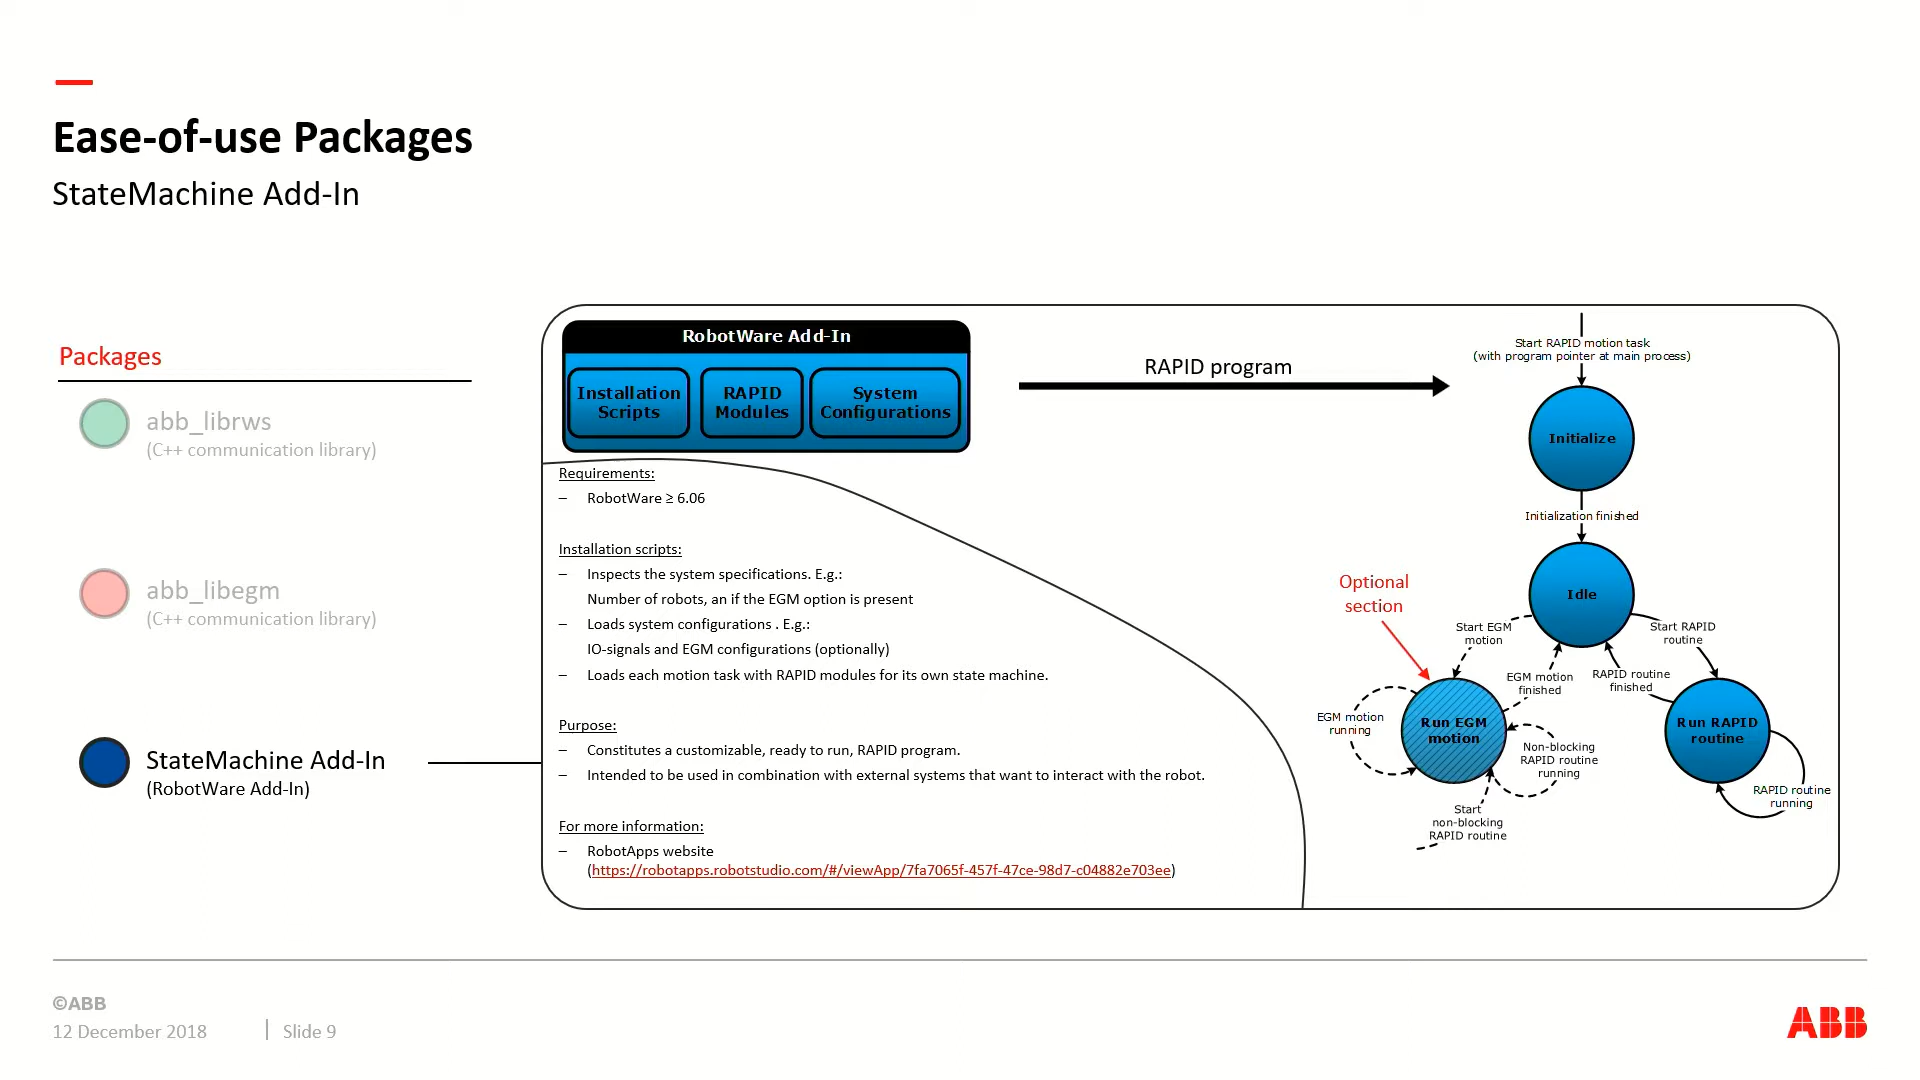 Ease-of-use Packages
StateMachine Add-In
Packages
abb_librws
(C++ communication library)
abb_libegm
(C++ communication library)
StateMachine Add-In
(RobotWare Add-In)
RobotWare Add-In
Installation
Scripts
RAPID
Modules
System
Configurations
Requirements:
– RobotWare ≥ 6.06
Installation scripts:
– Inspects the system specifications. E.g.:
Number of robots, an if the EGM option is present
– Loads system configurations . E.g.:
IO-signals and EGM configurations (optionally)
– Loads each motion task with RAPID modules for its own state machine.
Purpose:
– Constitutes a customizable, ready to run, RAPID program.
– Intended to be used in combination with external systems that want to interact with the robot.
For more information:
– RobotApps website
(https://robotapps.robotstudio.com/#/viewApp/7fa7065f-457f-47ce-98d7-c04882e703ee)
RAPID program
Start RAPID motion task
(with program pointer at main process)
Initialize
Initialization finished
Idle
Optional
section
Start EGM
motion
Start RAPID
routine
EGM motion
finished
RAPID routine
finished
EGM motion
running
Run EGM
motion
Run RAPID
routine
Non-blocking
RAPID routine
running
RAPID routine
running
Start
non-blocking
RAPID routine
©ABB
12 December 2018
Slide 9
ABB